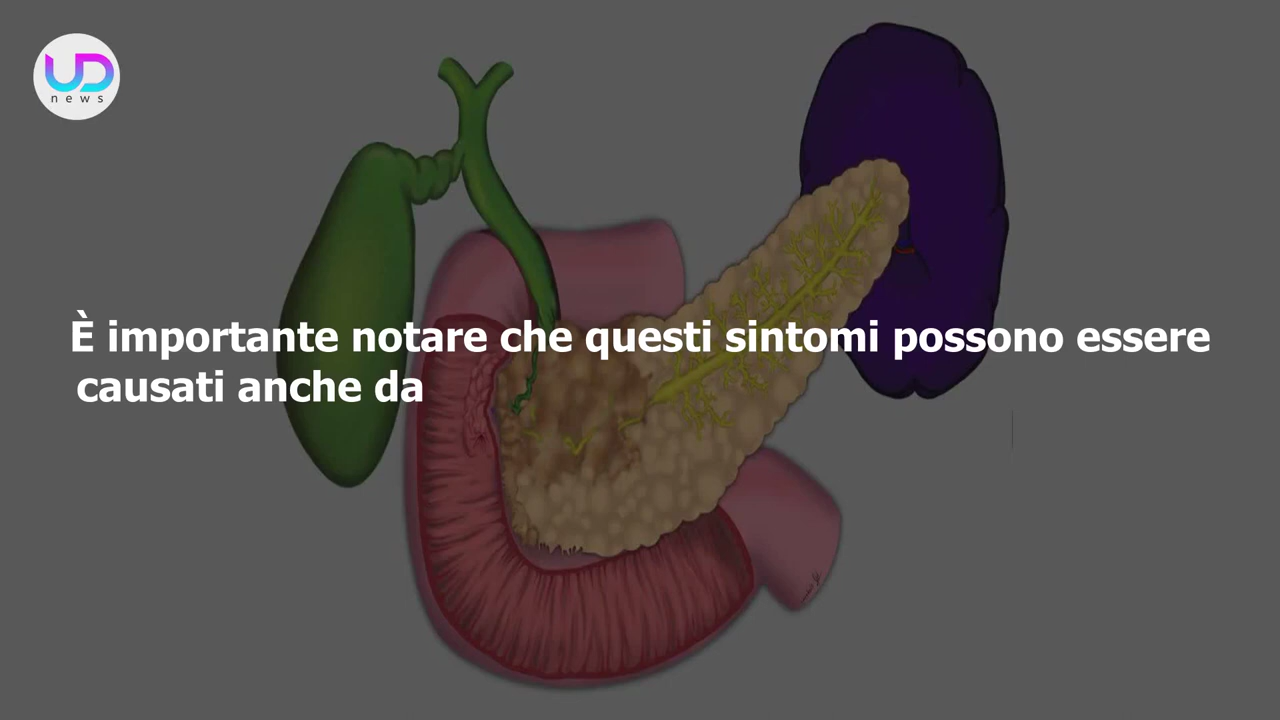 UD
news
È importante notare che questi sintomi possono essere
causati anche da